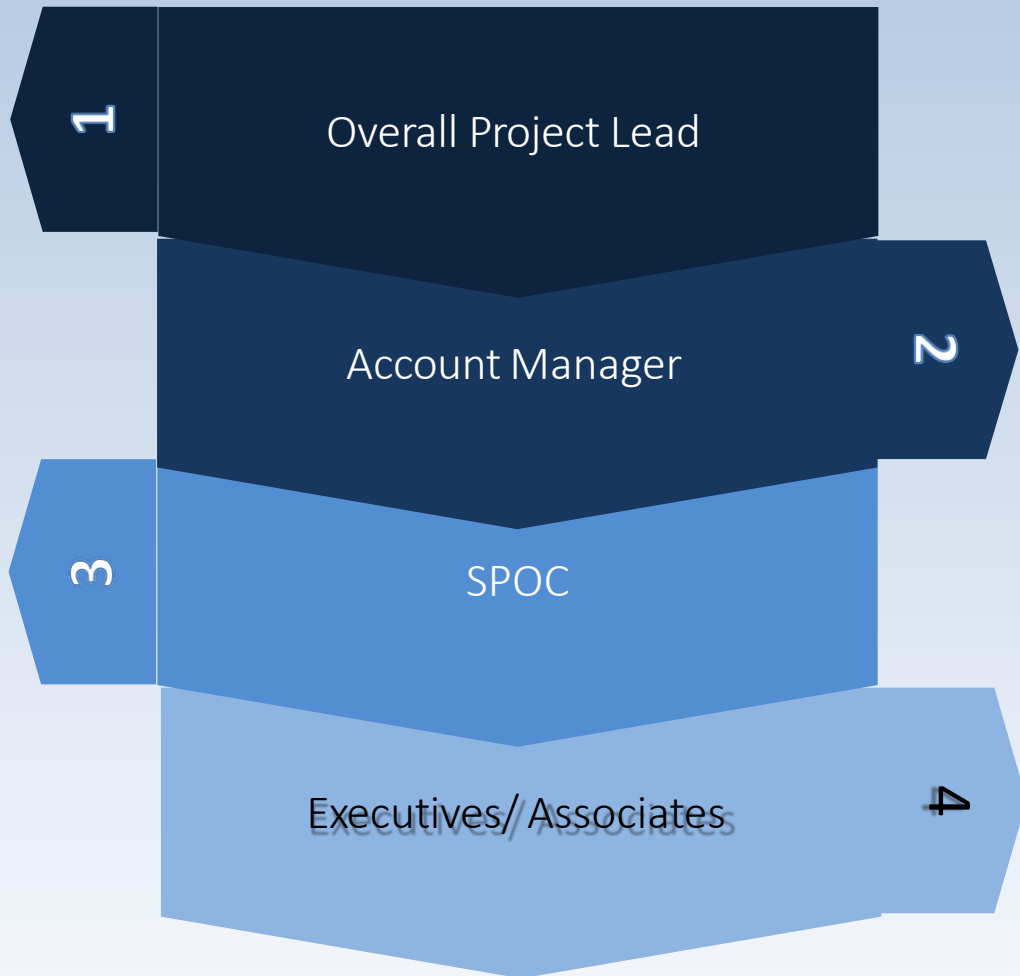 1
Overall Project Lead
Account Manager
2
3
SPOC
Executives/ Associates
4